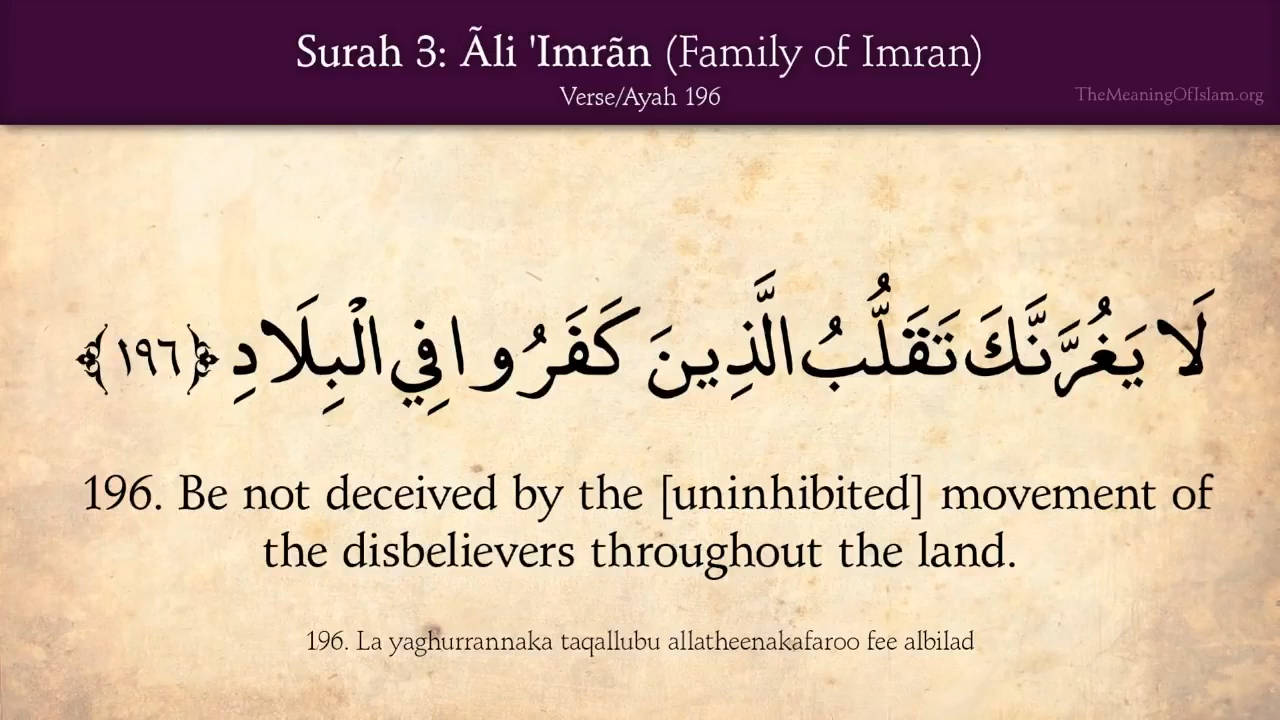 Surah 3: Ãli 'Imrãn (Family of Imran)
Verse/Ayah 196
TheMeaningOfIslam.org
لَا يَغُرَّنَّكَ تَقَلُّبُ الَّذِينَ كَفَرُوا فِي الْبِلَادِ ﴿١٩٦﴾
196. Be not deceived by the [uninhibited] movement of
the disbelievers throughout the land.
196. La yaghurrannaka taqallubu allatheenakafaroo fee albilad